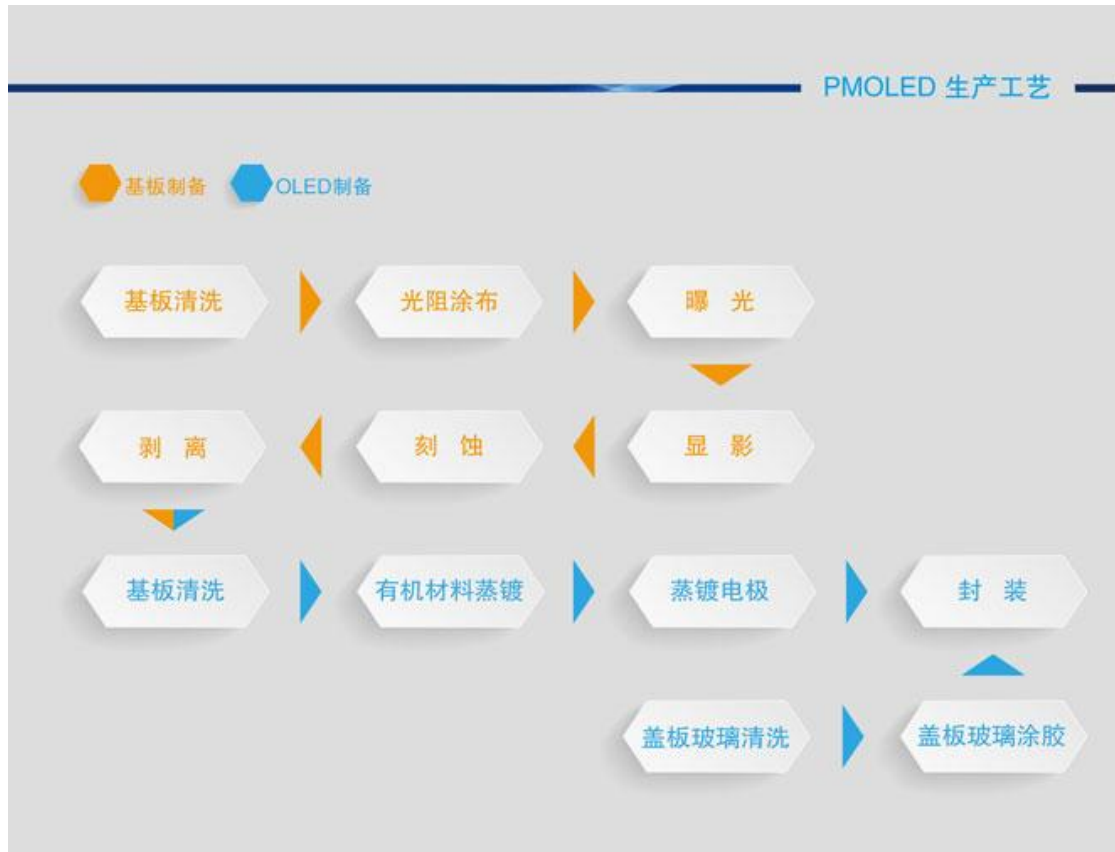 PMOLED 生产工艺
基板制备 OLED制备
基板清洗 光阻涂布 曝 光
剥 离 刻 蚀 显 影
基板清洗 有机材料蒸镀 蒸镀电极 封 装
盖板玻璃清洗 盖板玻璃涂胶